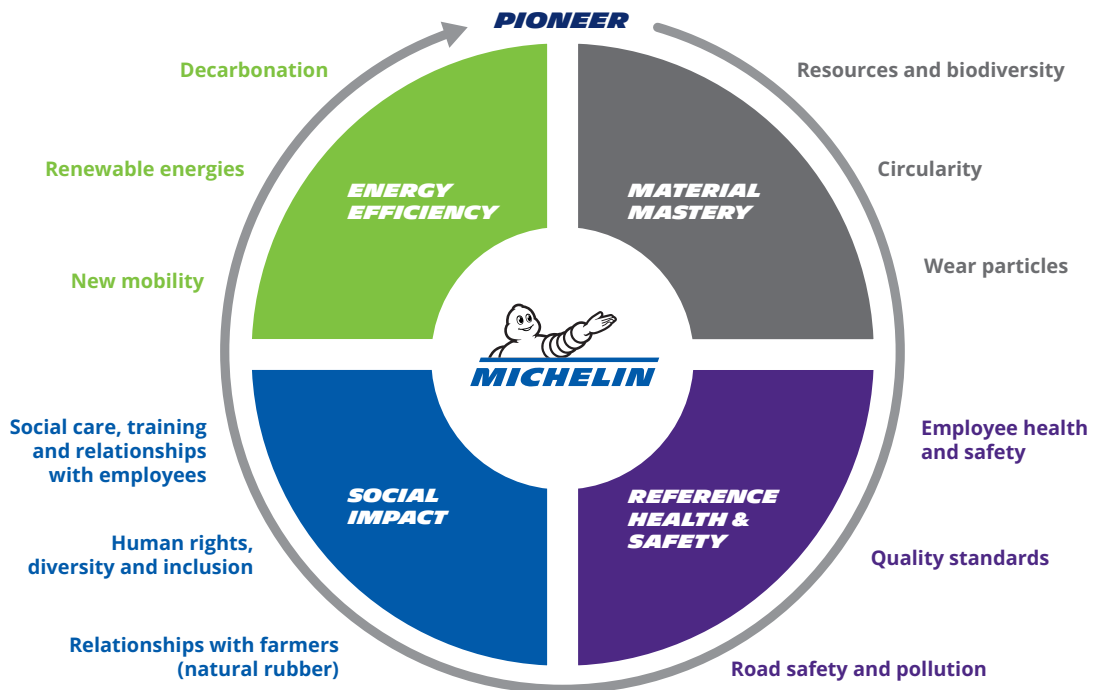 PIONEER
Decarbonation
Renewable energies
New mobility
ENERGY
EFFICIENCY
Resources and biodiversity
Circularity
Wear particles
MATERIAL
MASTERY
MICHELIN
Social care, training
and relationships
with employees
Human rights,
diversity and inclusion
Relationships with farmers
(natural rubber)
SOCIAL
IMPACT
REFERENCE
HEALTH &
SAFETY
Employee health
and safety
Quality standards
Road safety and pollution